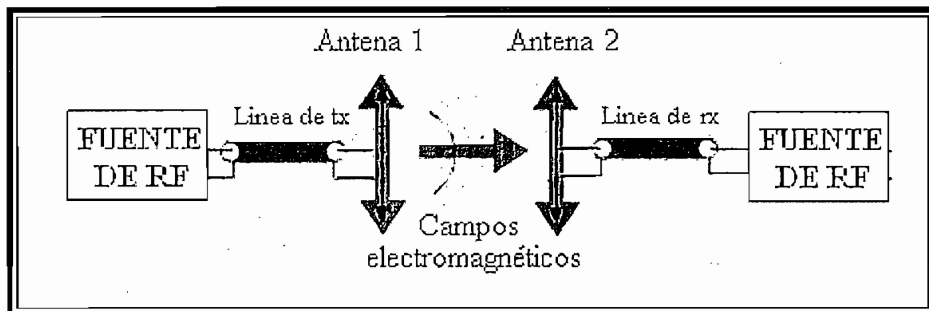 Antena 1
Antena 2
Linea de tx
Linea de rx
FUENTE
DE RF
FUENTE
DE RF
Campos
electromagnéticos